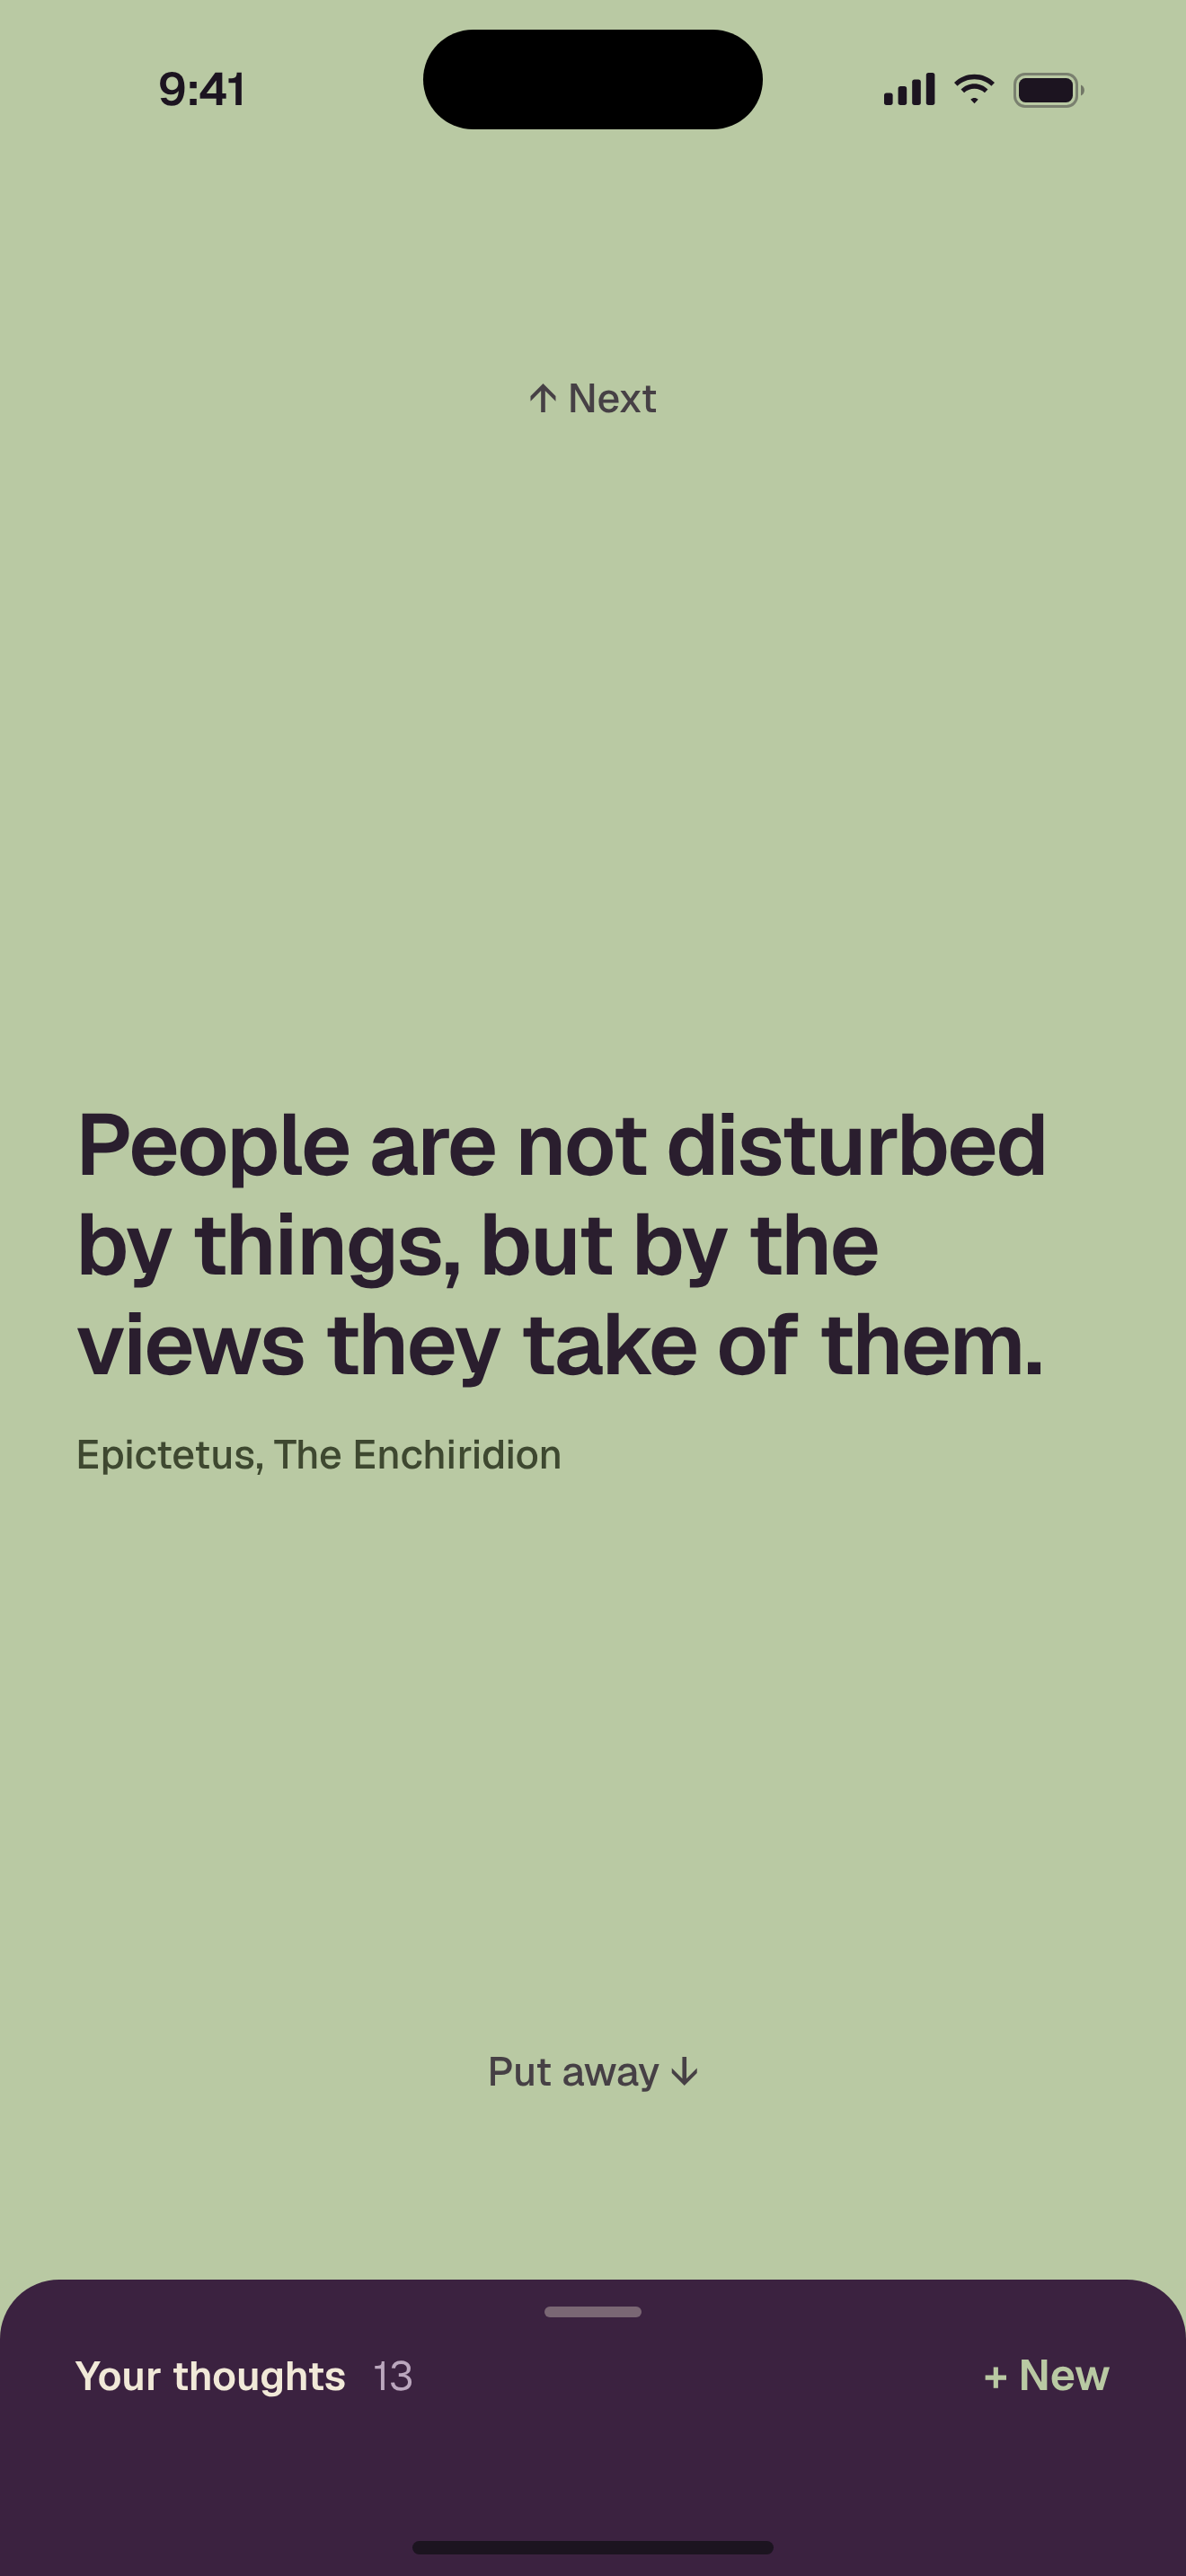 9:41
↑ Next
People are not disturbed
by things, but by the
views they take of them.
Epictetus, The Enchiridion
Put away ↓
Your thoughts 13
+ New